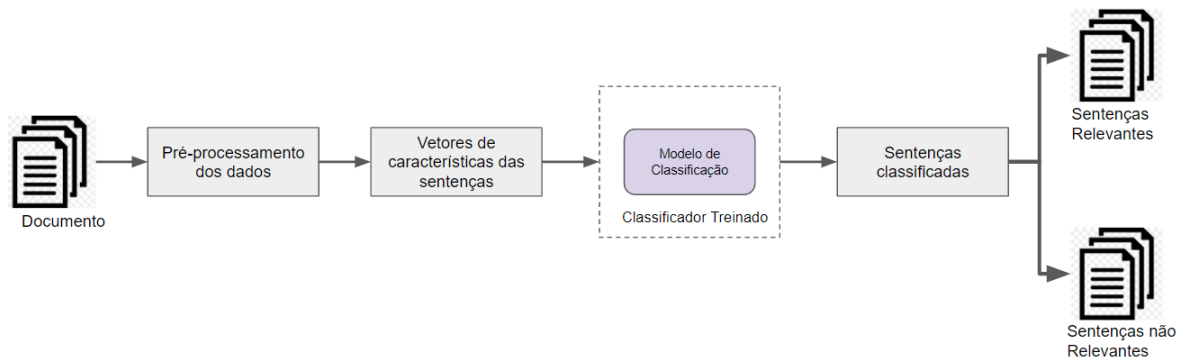 Documento
Pré-processamento
dos dados
Vetores de
características das
sentenças
Modelo de
Classificação
Classificador Treinado
Sentenças
classificadas
Sentenças
Relevantes
Sentenças não
Relevantes